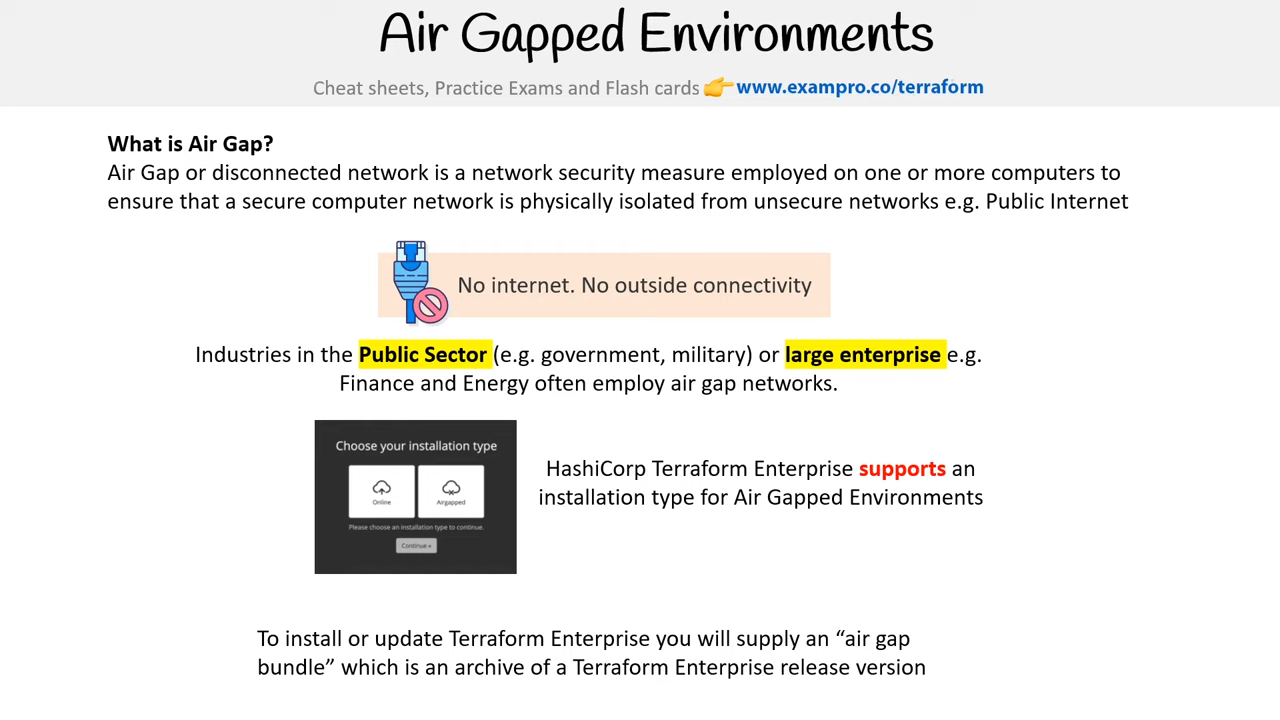 Air Gapped Environments
Cheat sheets, Practice Exams and Flash cards 👉 www.exampro.co/terraform
What is Air Gap?
Air Gap or disconnected network is a network security measure employed on one or more computers to
ensure that a secure computer network is physically isolated from unsecure networks e.g. Public Internet
No internet. No outside connectivity
Industries in the Public Sector (e.g. government, military) or large enterprise e.g.
Finance and Energy often employ air gap networks.
Choose your installation type
Online
Airgapped
Please choose an installation type to continue.
Continue »
HashiCorp Terraform Enterprise supports an
installation type for Air Gapped Environments
To install or update Terraform Enterprise you will supply an “air gap
bundle” which is an archive of a Terraform Enterprise release version